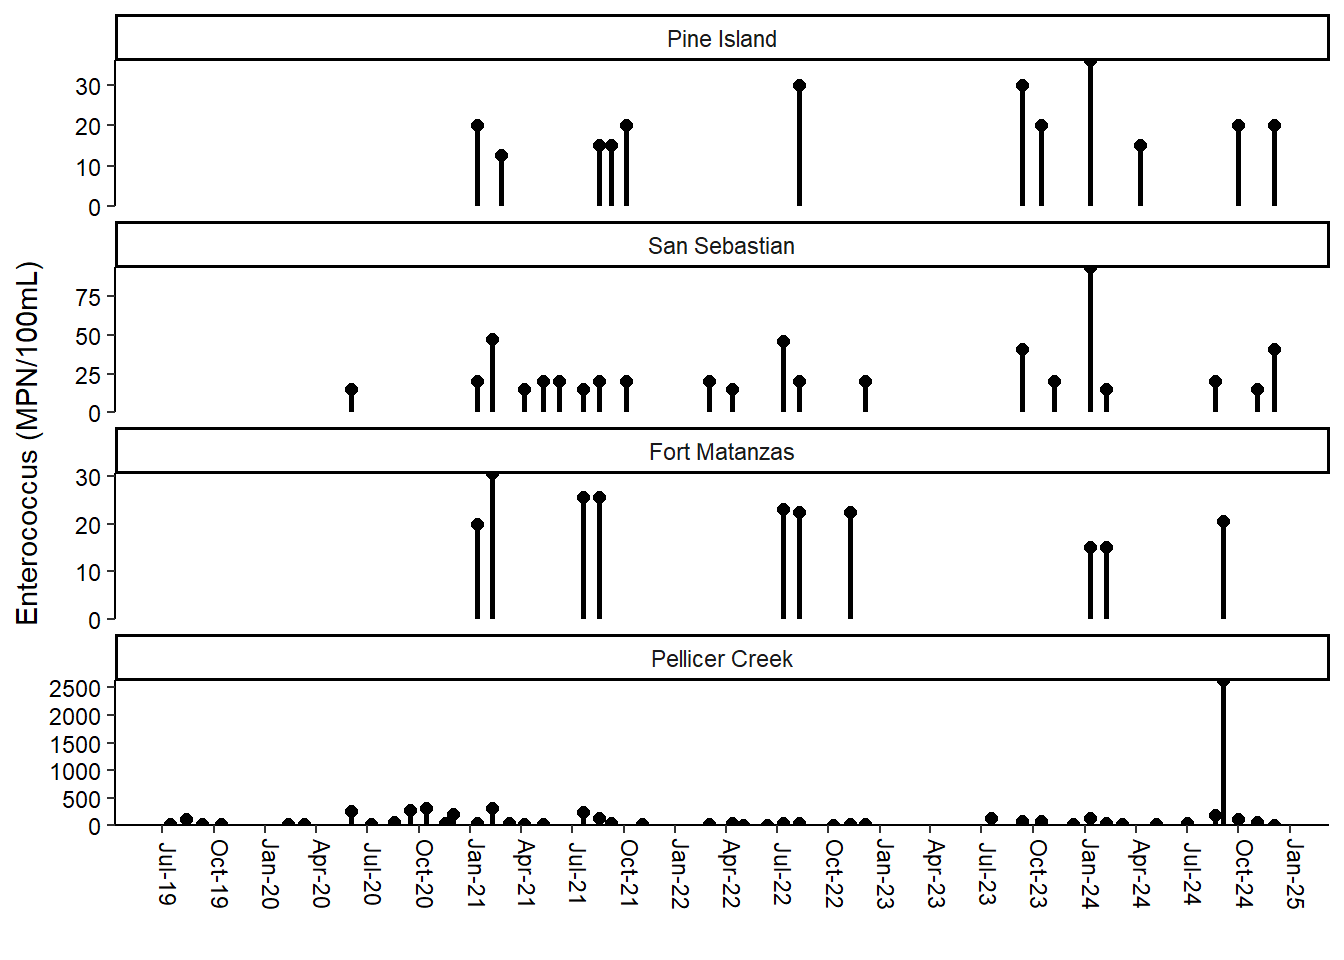 Pine Island
30
20
10
0
San Sebastian
75
50
25
0
Enterococcus (MPN/100mL)
Fort Matanzas
30
20
10
0
Pellicer Creek
2500
2000
1500
1000
500
0
Jul-19
Oct-19
Jan-20
Apr-20
Jul-20
Oct-20
Jan-21
Apr-21
Jul-21
Oct-21
Jan-22
Apr-22
Jul-22
Oct-22
Jan-23
Apr-23
Jul-23
Oct-23
Jan-24
Apr-24
Jul-24
Oct-24
Jan-25